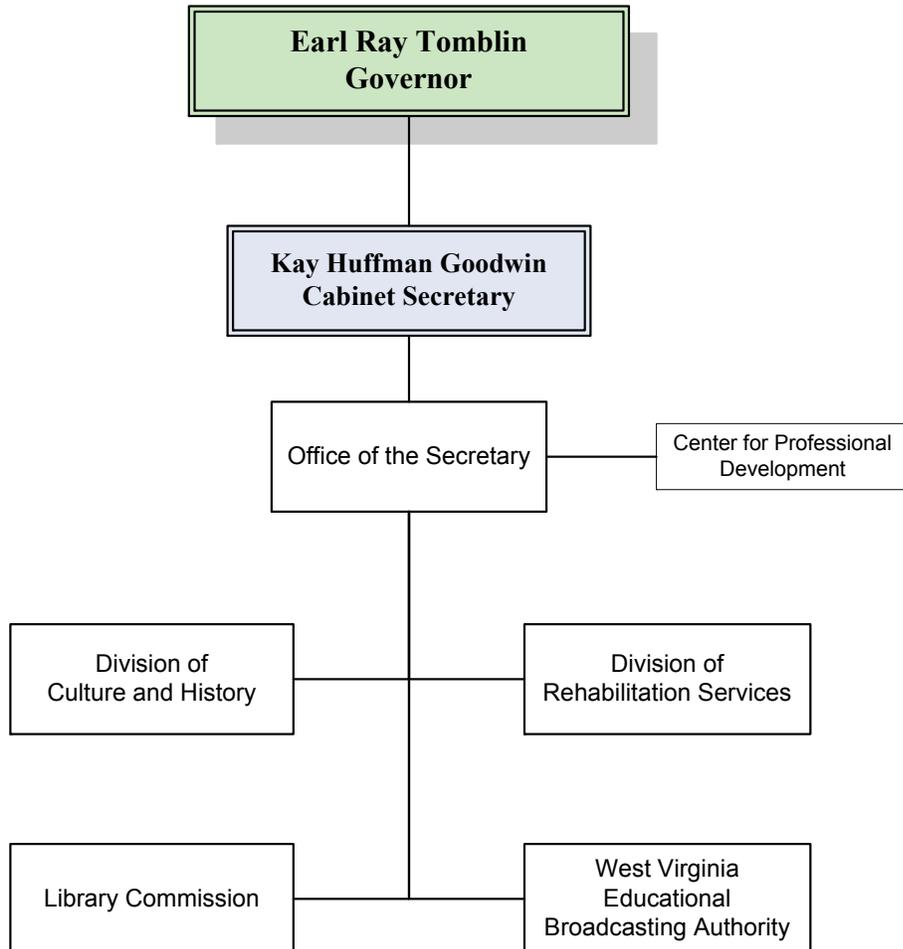 Earl Ray Tomblin
Governor
Kay Huffman Goodwin
Cabinet Secretary
Office of the Secretary
Center for Professional
Development
Division of
Culture and History
Division of
Rehabilitation Services
Library Commission
West Virginia
Educational
Broadcasting Authority